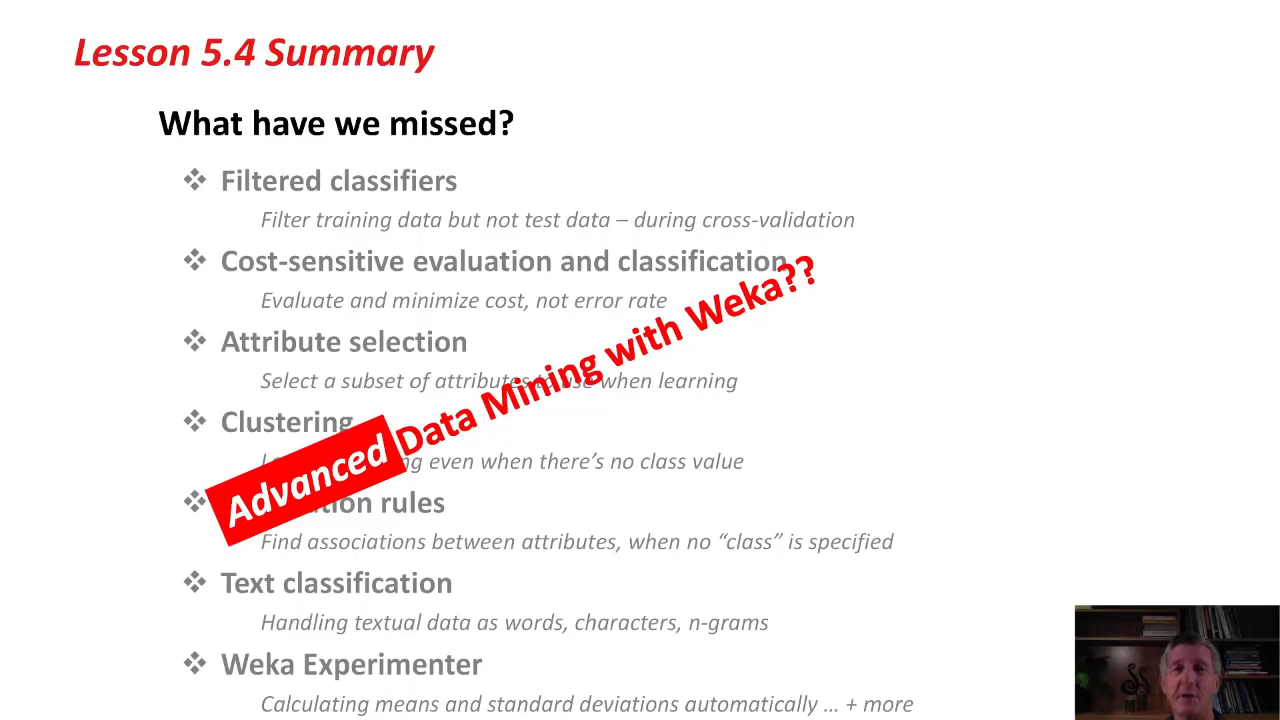 Lesson 5.4 Summary
What have we missed?
❖ Filtered classifiers
Filter training data but not test data – during cross-validation
❖ Cost-sensitive evaluation and classification
Evaluate and minimize cost, not error rate
❖ Attribute selection
Select a subset of attributes to use when learning
❖ Clustering
even when there's no class value
Advanced Data Mining with Weka??
❖ rules
Find associations between attributes, when no “class” is specified
❖ Text classification
Handling textual data as words, characters, n-grams
❖ Weka Experimenter
Calculating means and standard deviations automatically … + more